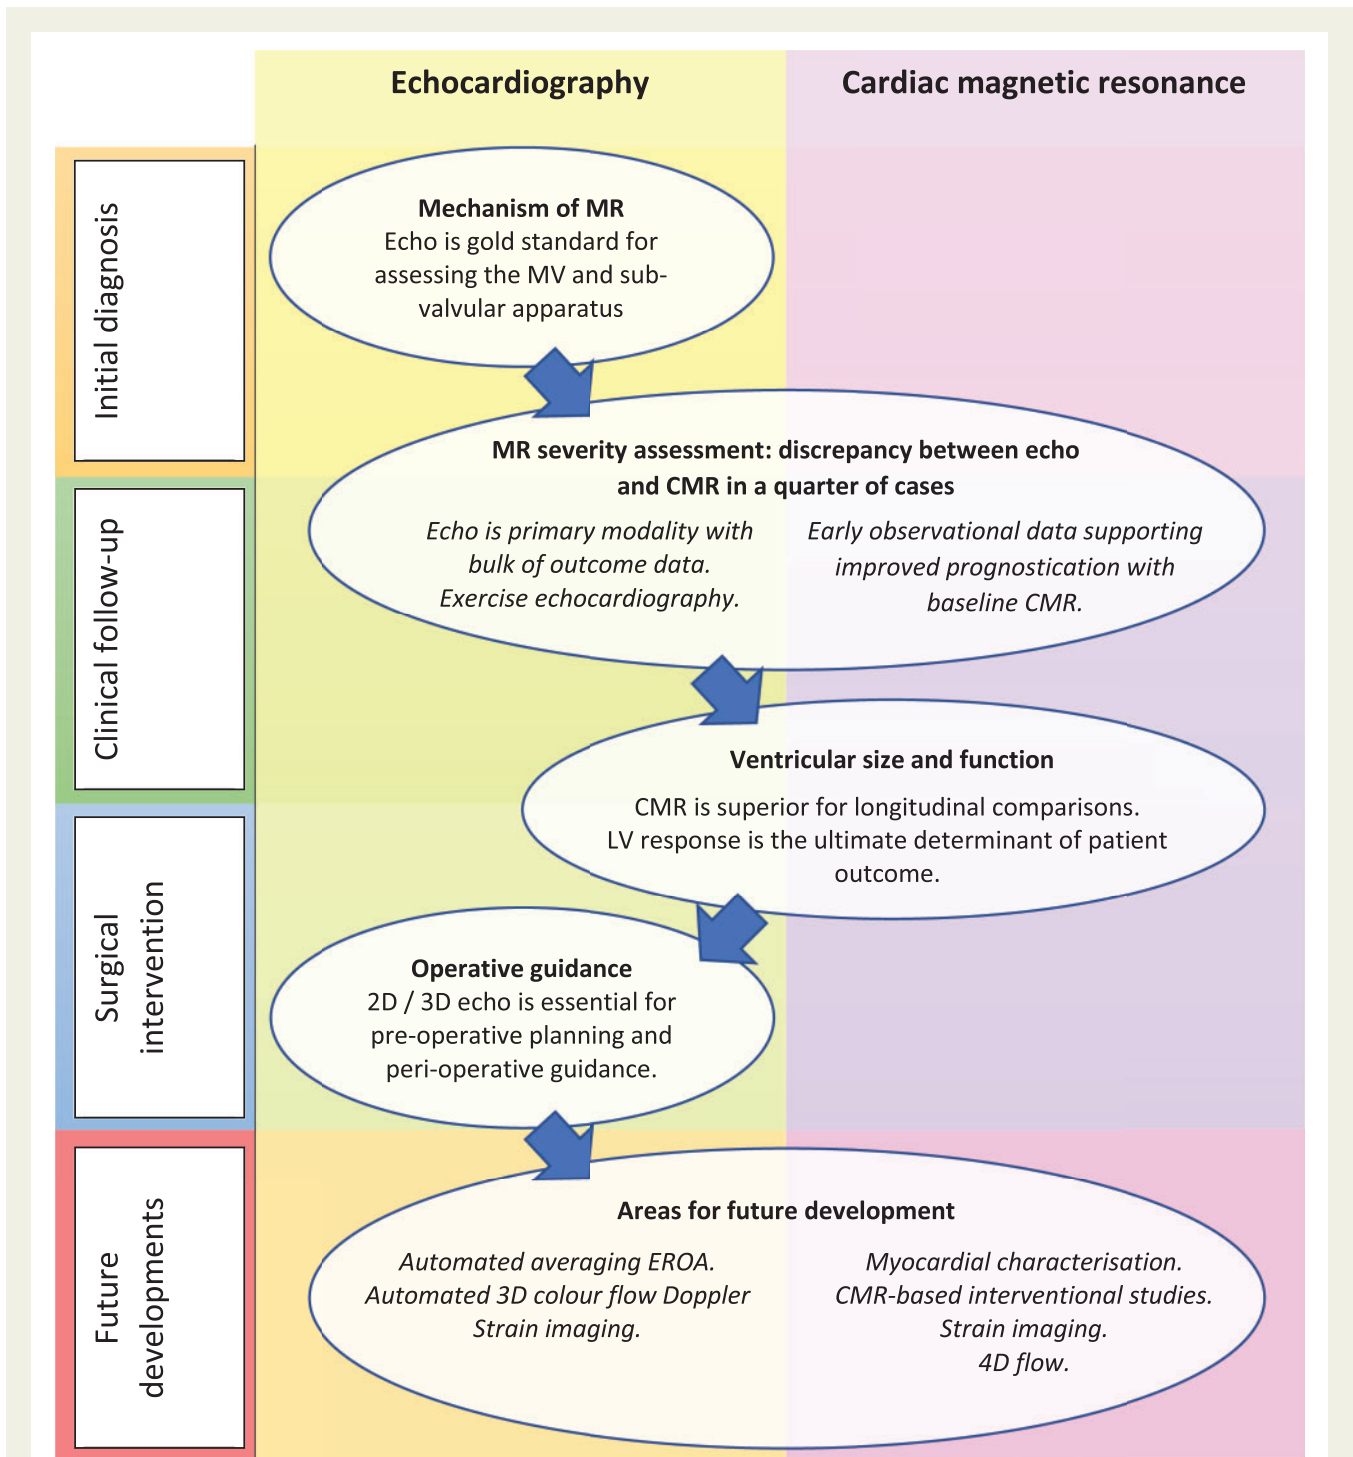 Echocardiography
Cardiac magnetic resonance
Initial diagnosis
Mechanism of MR
Echo is gold standard for
assessing the MV and sub-
valvular apparatus
MR severity assessment: discrepancy between echo
and CMR in a quarter of cases
Echo is primary modality with
bulk of outcome data.
Exercise echocardiography.
Early observational data supporting
improved prognostication with
baseline CMR.
Clinical follow-up
Ventricular size and function
CMR is superior for longitudinal comparisons.
LV response is the ultimate determinant of patient
outcome.
Surgical
intervention
Operative guidance
2D / 3D echo is essential for
pre-operative planning and
peri-operative guidance.
Future
developments
Areas for future development
Automated averaging EROA.
Automated 3D colour flow Doppler
Strain imaging.
Myocardial characterisation.
CMR-based interventional studies.
Strain imaging.
4D flow.